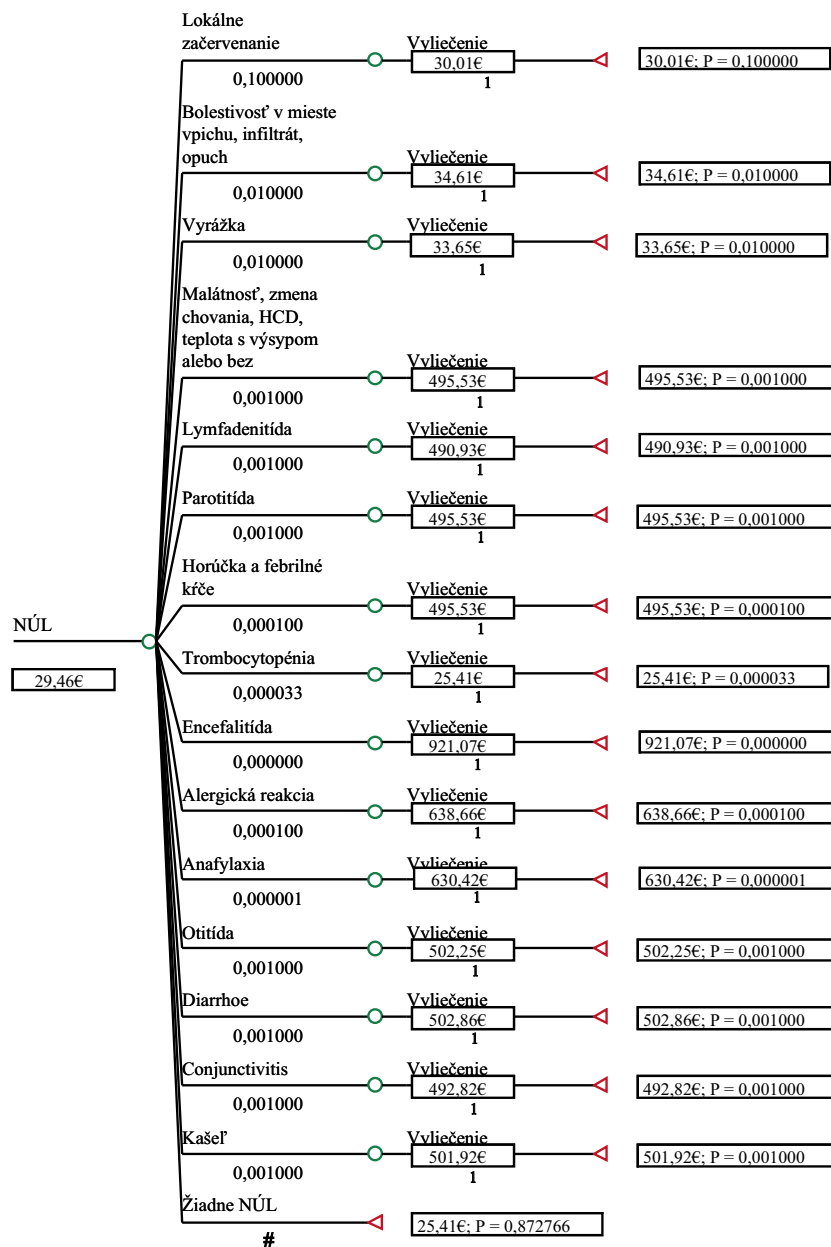 Lokálne
začervenanie
0,100000
Vyliečenie
30,01€
1
30,01€; P = 0,100000
Bolestivosť v mieste
vpichu, infiltrát,
opuch
0,010000
Vyliečenie
34,61€
1
34,61€; P = 0,010000
Vyrážka
0,010000
Vyliečenie
33,65€
1
33,65€; P = 0,010000
Malátnosť, zmena
chovania, HCD,
teplota s výsypom
alebo bez
0,001000
Vyliečenie
495,53€
1
495,53€; P = 0,001000
Lymfadenitída
0,001000
Vyliečenie
490,93€
1
490,93€; P = 0,001000
Parotitída
0,001000
Vyliečenie
495,53€
1
495,53€; P = 0,001000
Horúčka a febrilné
kŕče
0,000100
Vyliečenie
495,53€
1
495,53€; P = 0,000100
NÚL
29,46€
Trombocytopénia
0,000033
Vyliečenie
25,41€
1
25,41€; P = 0,000033
Encefalitída
0,000000
Vyliečenie
921,07€
1
921,07€; P = 0,000000
Alergická reakcia
0,000100
Vyliečenie
638,66€
1
638,66€; P = 0,000100
Anafylaxia
0,000001
Vyliečenie
630,42€
1
630,42€; P = 0,000001
Otitída
0,001000
Vyliečenie
502,25€
1
502,25€; P = 0,001000
Diarrhoe
0,001000
Vyliečenie
502,86€
1
502,86€; P = 0,001000
Conjunctivitis
0,001000
Vyliečenie
492,82€
1
492,82€; P = 0,001000
Kašeľ
0,001000
Vyliečenie
501,92€
1
501,92€; P = 0,001000
Žiadne NÚL
#
25,41€; P = 0,872766